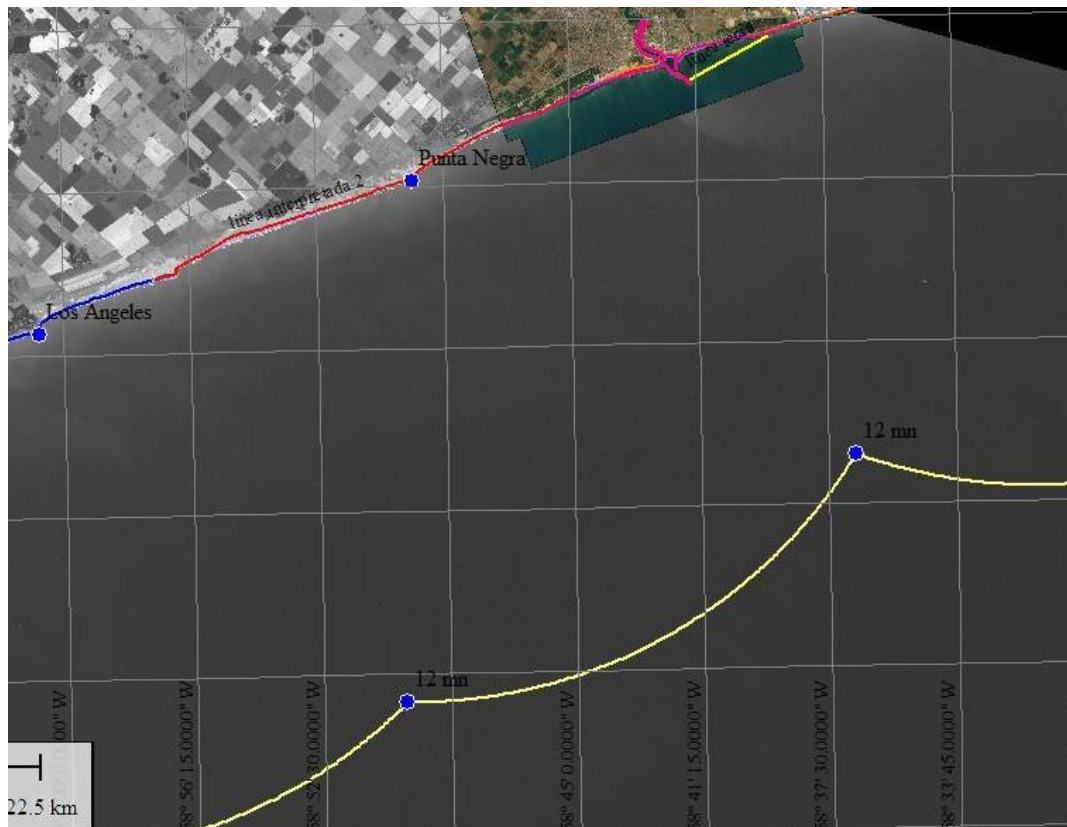 Punta Negra
linea interpretada 2
Los Angeles
12 mn
12 mn
58° 56' 15.0000" W
58° 52' 30.0000" W
58° 45' 0.0000" W
58° 41' 15.0000" W
58° 37' 30.0000" W
58° 33' 45.0000" W
22.5 km